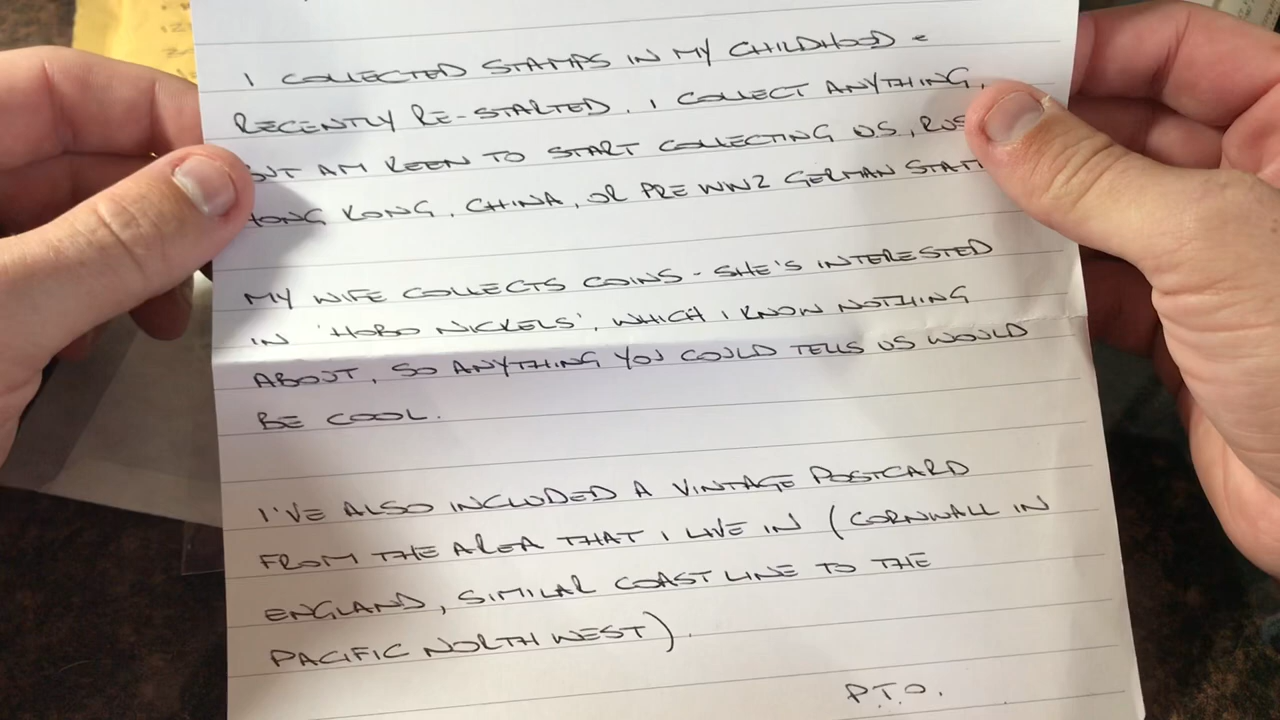 I COLLECTED STAMPS IN MY CHILDHOOD &
RECENTLY RE-STARTED. I COLLECT ANYTHING,
BUT AM KEEN TO START COLLECTING US,
HONG KONG, CHINA, OR PRE WW2 GERMAN
MY WIFE COLLECTS COINS - SHE'S INTERESTED
IN 'HOBO NICKELS', WHICH I KNOW NOTHING
ABOUT, SO ANYTHING YOU COULD TELLS US WOULD
BE COOL.
I'VE ALSO INCLUDED A VINTAGE POSTCARD
FROM THE AREA THAT I LIVE IN (CORNWALL IN
ENGLAND, SIMILAR COAST LINE TO THE
PACIFIC NORTH WEST).
P.T.O.